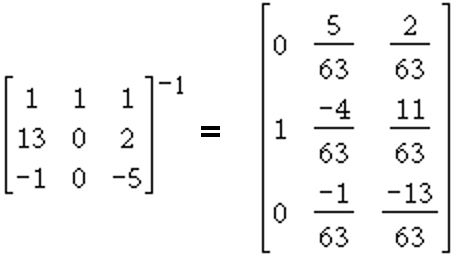 [1 1 1
13 0 2
-1 0 -5]⁻¹ = [0 5/63 2/63
1 -4/63 11/63
0 -1/63 -13/63]